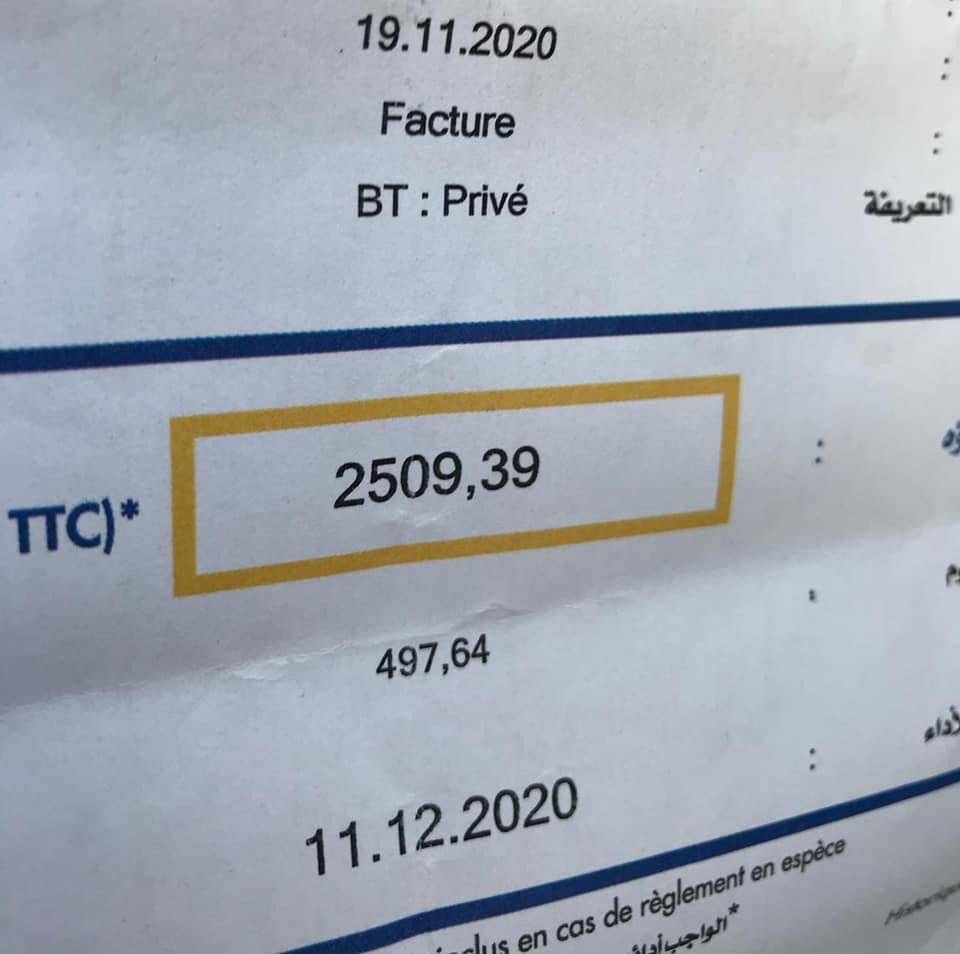 19.11.2020
Facture
BT : Privé
التعريفة
TTC)*
2509,39
497,64
11.12.2020
en cas de règlement en espèce
*الواجب